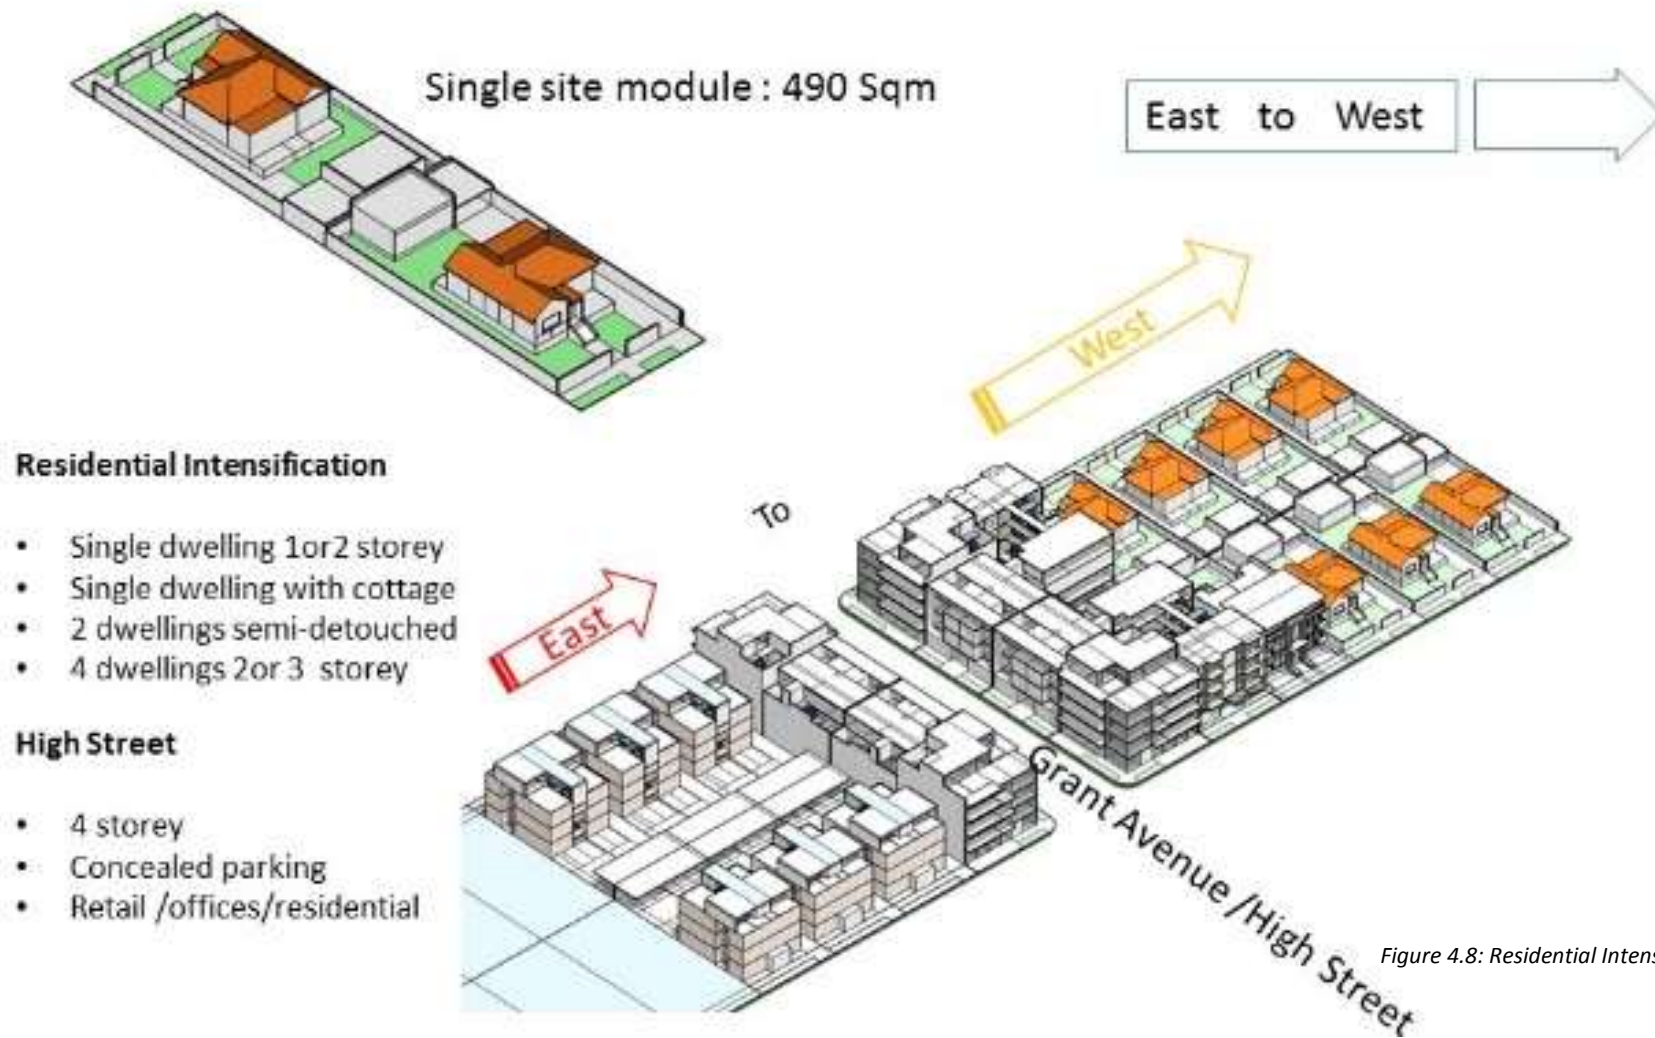 Single site module : 490 Sqm
East to West
West
To
East
Residential Intensification
• Single dwelling 1or2 storey
• Single dwelling with cottage
• 2 dwellings semi-detouched
• 4 dwellings 2or 3 storey
High Street
• 4 storey
• Concealed parking
• Retail /offices/residential
Grant Avenue /High Street
Figure 4.8: Residential Intens